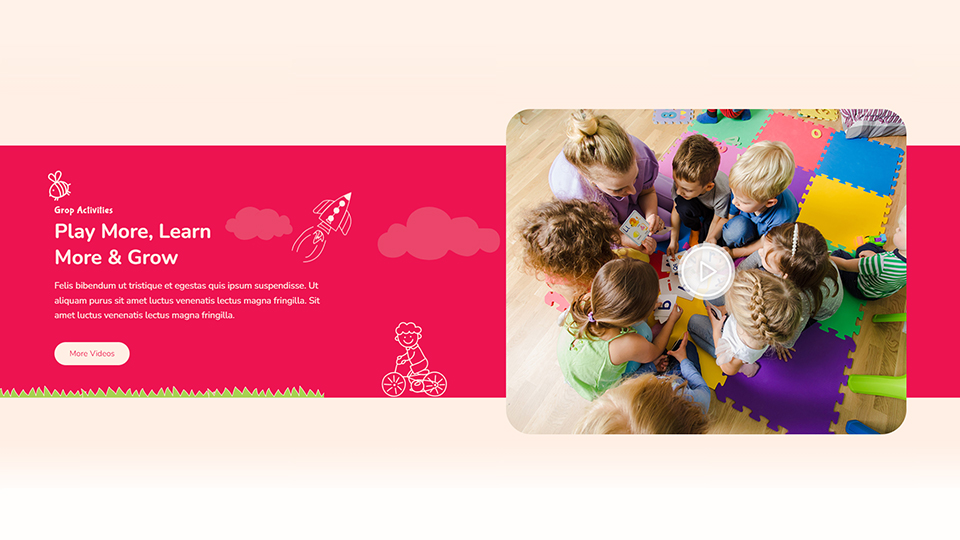 Grop Activities
Play More, Learn
More & Grow
Felis bibendum ut tristique et egestas quis ipsum suspendisse. Ut
aliquam purus sit amet luctus venenatis lectus magna fringilla. Sit
amet luctus venenatis lectus magna fringilla.
More Videos